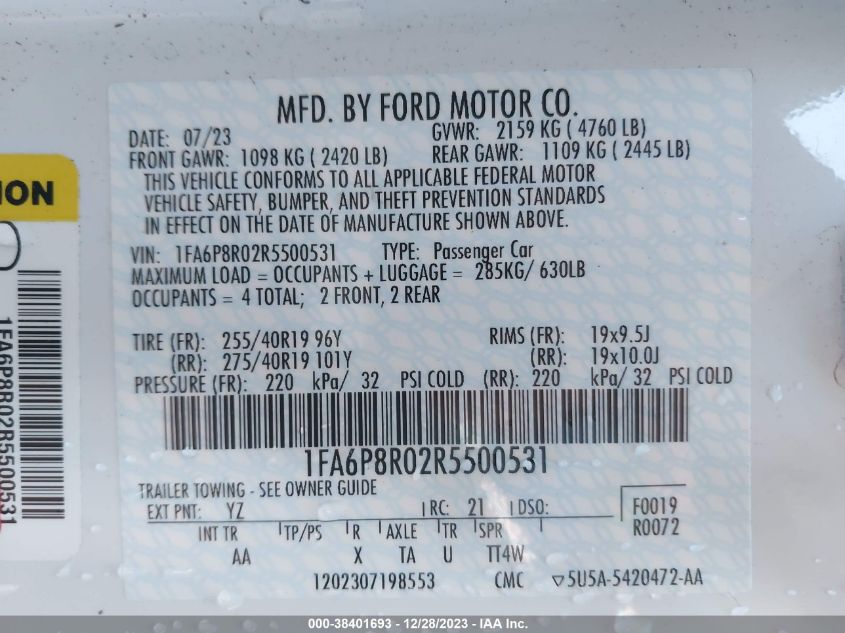 MFD. BY FORD MOTOR CO.
DATE: 07/23 GVWR: 2159 KG ( 4760 LB)
FRONT GAWR: 1098 KG ( 2420 LB) REAR GAWR: 1109 KG ( 2445 LB)
THIS VEHICLE CONFORMS TO ALL APPLICABLE FEDERAL MOTOR
VEHICLE SAFETY, BUMPER, AND THEFT PREVENTION STANDARDS
IN EFFECT ON THE DATE OF MANUFACTURE SHOWN ABOVE.
VIN: 1FA6P8R02R5500531 TYPE: Passenger Car
MAXIMUM LOAD = OCCUPANTS + LUGGAGE = 285KG/ 630LB
OCCUPANTS = 4 TOTAL; 2 FRONT, 2 REAR
TIRE (FR): 255/40R19 96Y RIMS (FR): 19x9.5J
(RR): 275/40R19 101Y (RR): 19x10.0J
PRESSURE (FR): 220 kPa/ 32 PSI COLD (RR): 220 kPa/ 32 PSI COLD
1FA6P8R02R5500531
TRAILER TOWING - SEE OWNER GUIDE
EXT PNT: YZ RC: 21 DSO: F0019
INT TR TP/PS R AXLE TR SPR R0072
AA X TA U TT4W
1202307198553 CMC ▽5U5A-5420472-AA
ION
1FA6P8R02R5500531
000-38401693 - 12/28/2023 - IAA Inc.